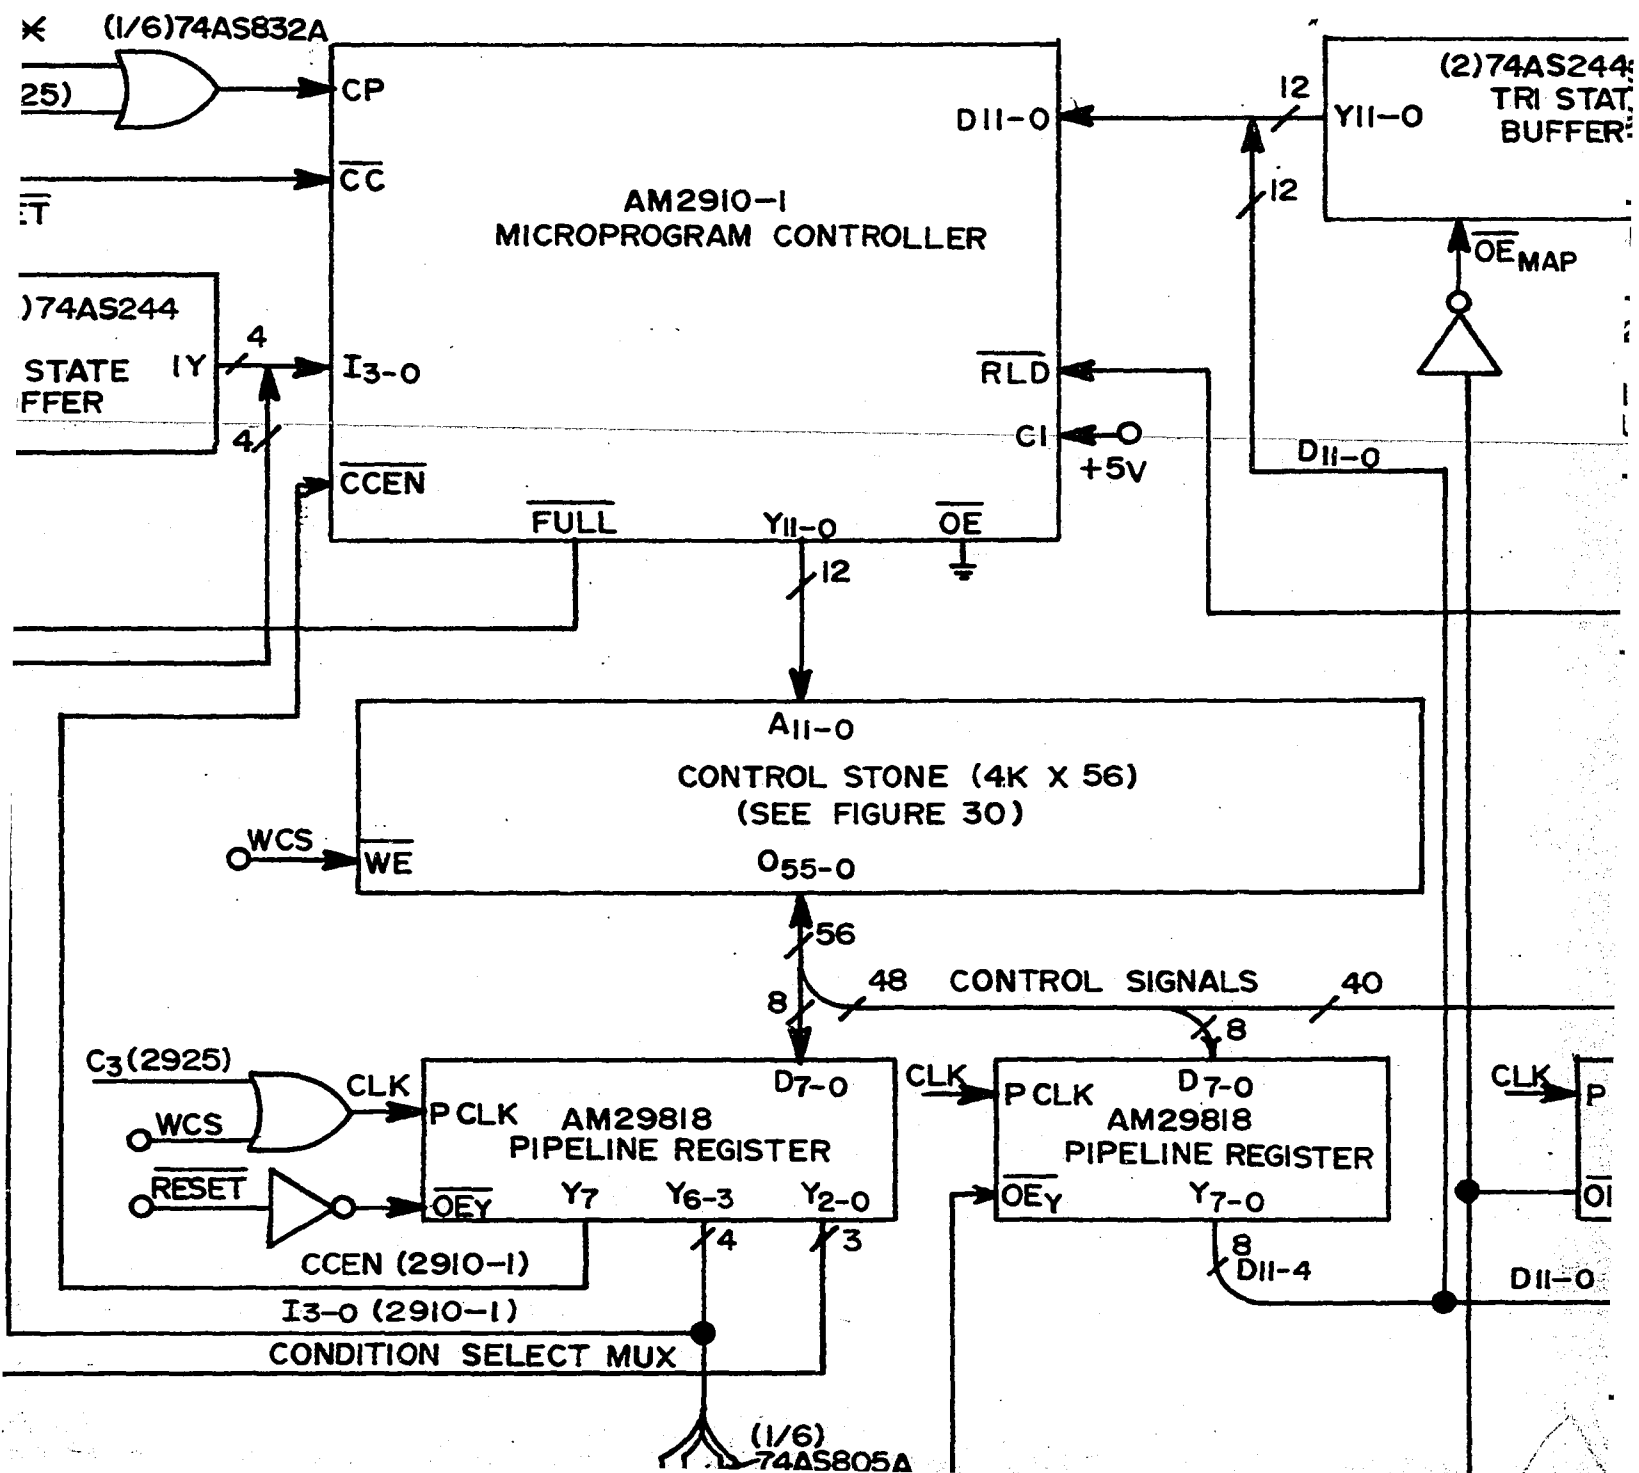 (1/6)74AS832A
25)
CP
C̅C̅
ET
)74AS244
STATE
FFER
IY
4
4
I3-0
CCEN
FULL
Y11-0
OE
AM2910-1
MICROPROGRAM CONTROLLER
D11-0
RLD
CI
+5V
12
12
12
(2)74AS244
TRI STAT
BUFFER
Y11-0
OE MAP
D11-0
A11-0
CONTROL STONE (4K X 56)
(SEE FIGURE 30)
O55-0
WCS
WE
56
8
48
CONTROL SIGNALS
40
8
C3(2925)
WCS
CLK
RESET
PCLK
D7-0
AM29818
PIPELINE REGISTER
OEY
Y7
Y6-3
Y2-0
4
3
CLK
PCLK
D7-0
AM29818
PIPELINE REGISTER
OEY
Y7-0
8
D11-4
CLK
P
D11-0
CCEN (2910-1)
I3-0 (2910-1)
CONDITION SELECT MUX
(1/6)
74AS805A